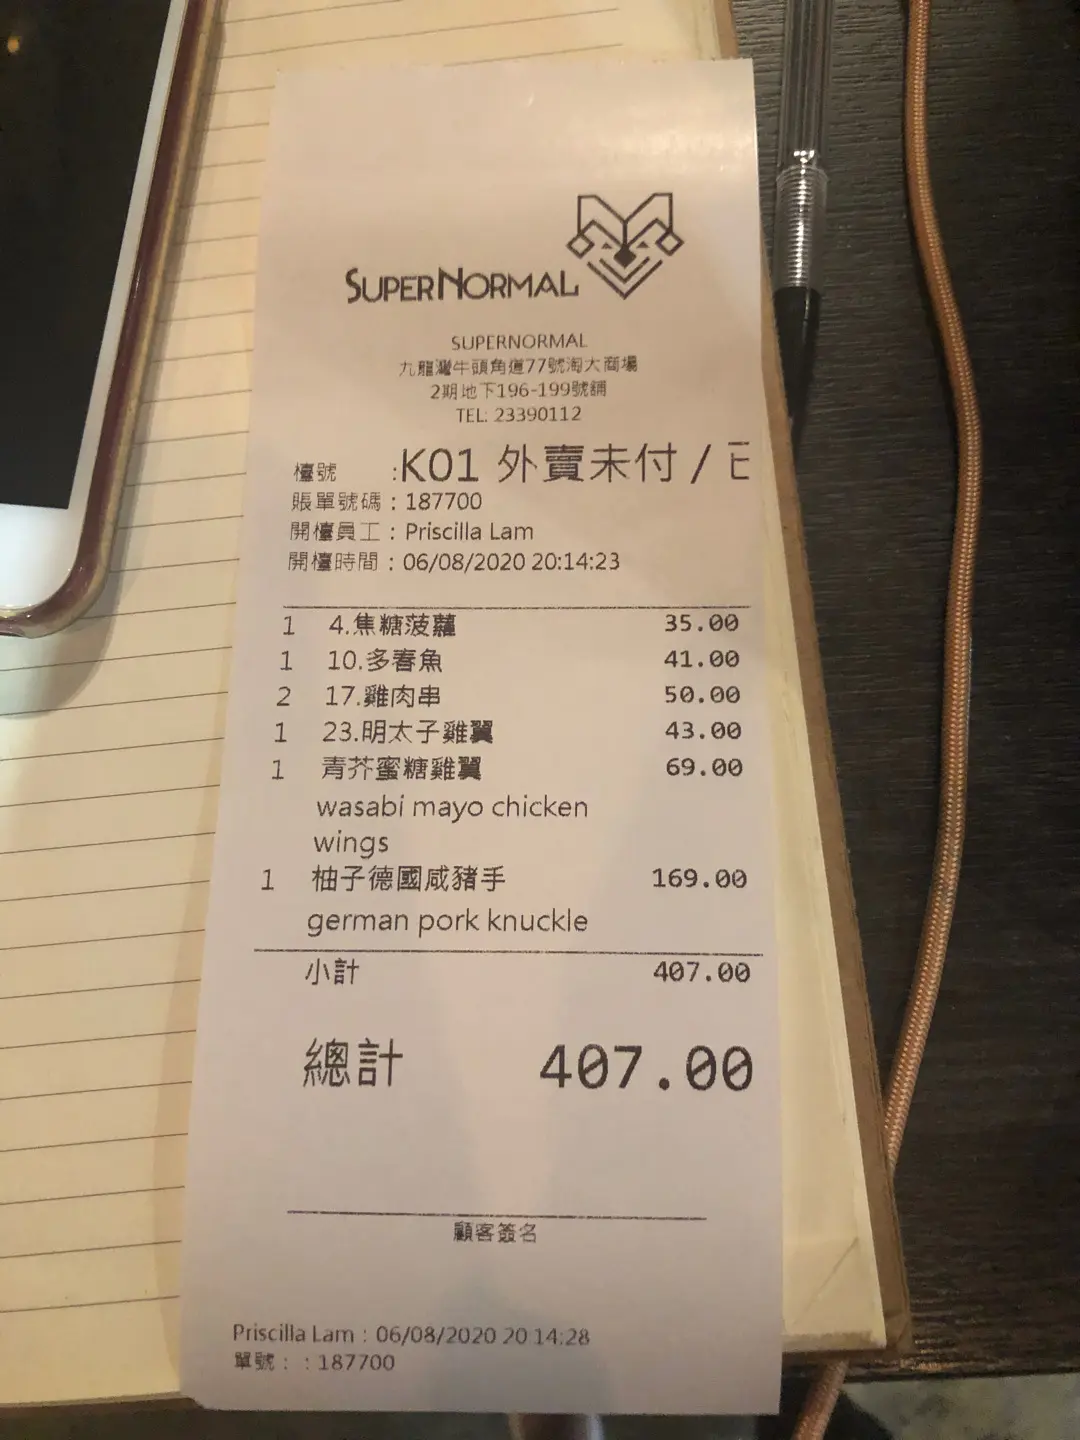 SUPERNORMAL
SUPERNORMAL
九龍灣牛頭角道77號淘大商場
2期地下196-199號舖
TEL: 23390112
檯號 :K01 外賣未付 /
賬單號碼 : 187700
開檯員工 : Priscilla Lam
開檯時間 : 06/08/2020 20:14:23
1 4.焦糖菠蘿 35.00
1 10.多春魚 41.00
2 17.雞肉串 50.00
1 23.明太子雞翼 43.00
1 青芥蜜糖雞翼 69.00
wasabi mayo chicken
wings
1 柚子德國咸豬手 169.00
german pork knuckle
小計 407.00
總計 407.00
顧客簽名
Priscilla Lam : 06/08/2020 20:14:28
單號 : : 187700